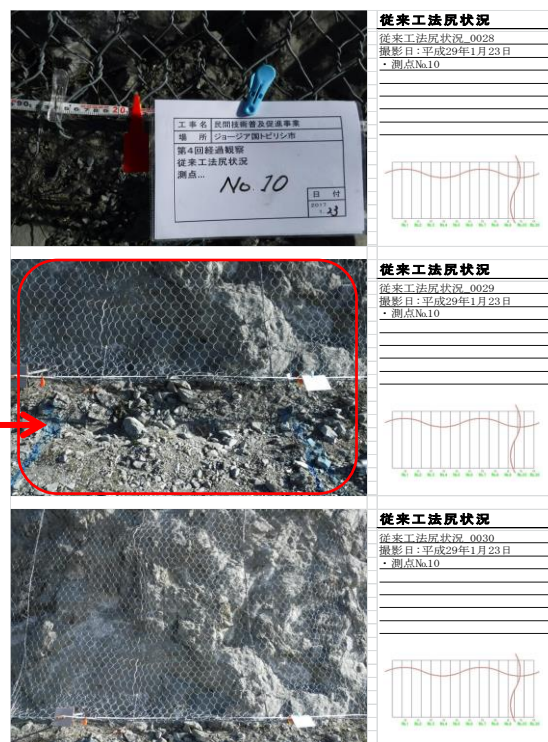 従来工法尻状況
従来工法尻状況_0028
撮影日:平成29年1月23日
・測点№10
20
工事名 民間技術普及促進事業
場所 ジョージア国トビリシ市
第4回経過観察
従来工法尻状況
測点…
No. 10
日付
2017
1.23
従来工法尻状況
従来工法尻状況_0029
撮影日:平成29年1月23日
・測点№10
従来工法尻状況
従来工法尻状況_0030
撮影日:平成29年1月23日
・測点№10